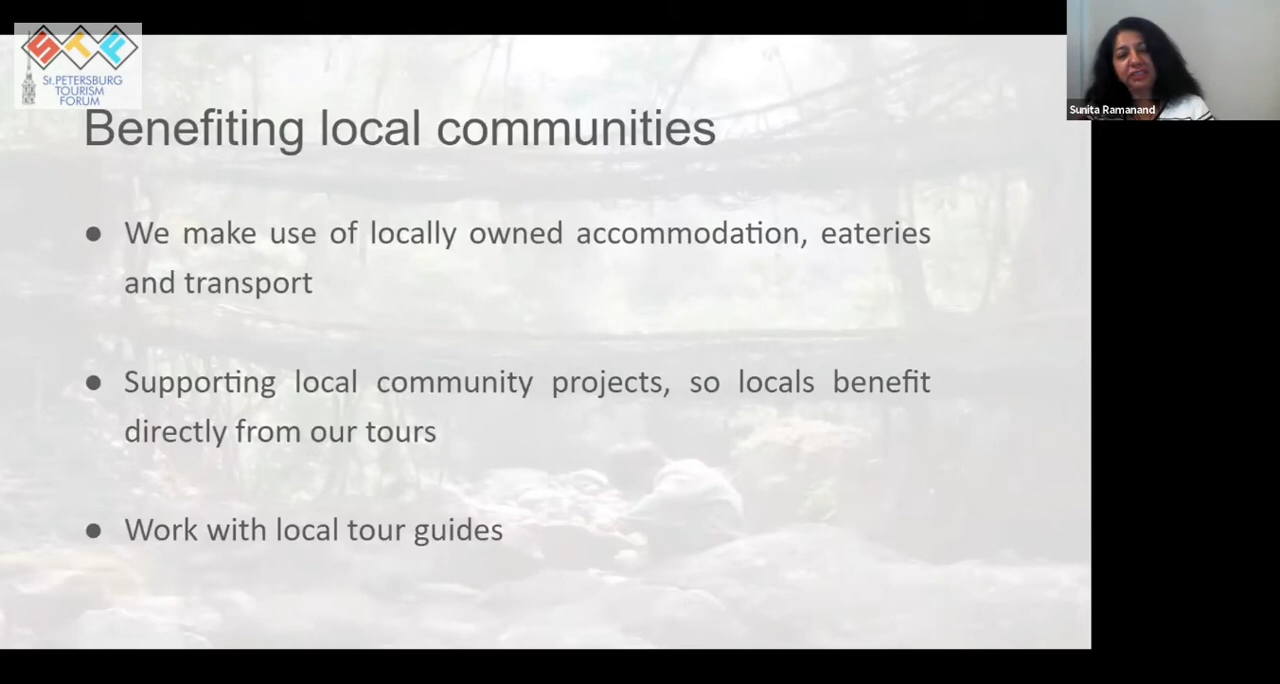 STF
St.PETERSBURG
TOURISM
FORUM
Sunita Ramanand
Benefiting local communities
● We make use of locally owned accommodation, eateries
and transport
● Supporting local community projects, so locals benefit
directly from our tours
● Work with local tour guides